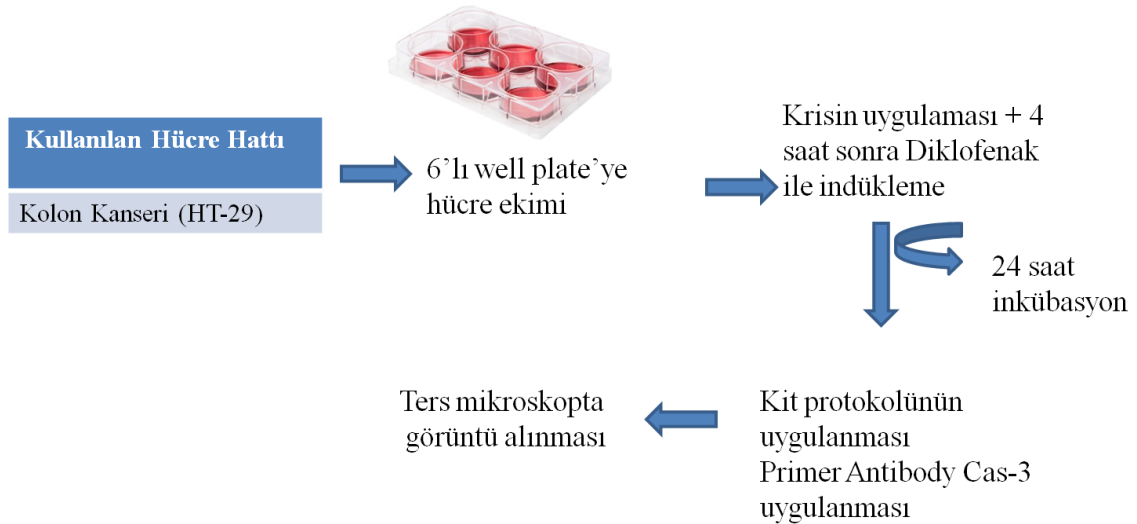 Kullanılan Hücre Hattı
Kolon Kanseri (HT-29)
6’lı well plate’ye
hücre ekimi
Krisin uygulaması + 4
saat sonra Diklofenak
ile indükleme
24 saat
inkübasyon
Kit protokolünün
uygulanması
Primer Antibody Cas-3
uygulanması
Ters mikroskopta
görüntü alınması